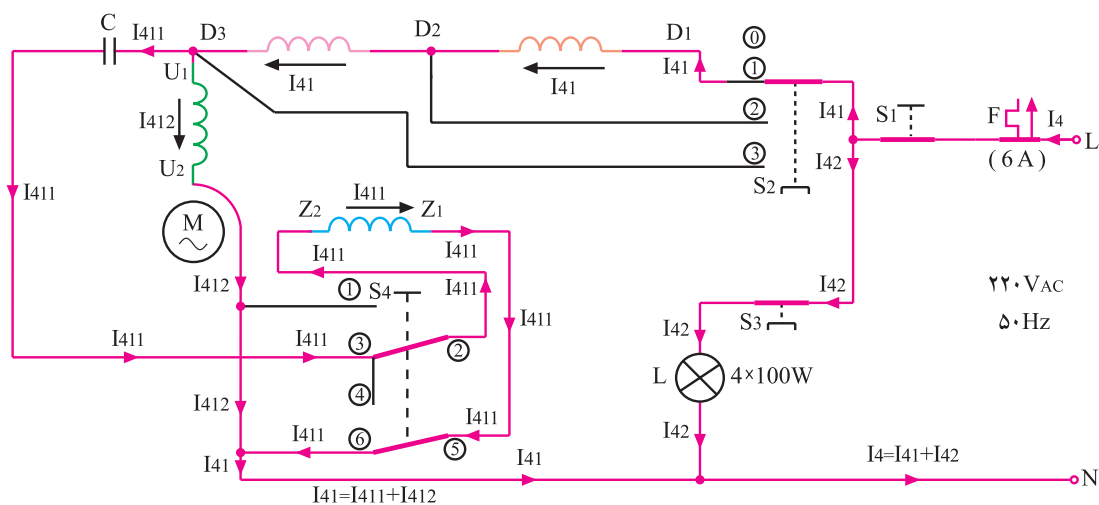 C
I411
D3
D2
D1
⓪
I41
I41
I41
①
U1
I412
U2
②
③
I41
S1
F
I4
L
(6A)
I42
S2
I411
M
Z2
I411
Z1
I411
I411
I412
①
S4
I411
I411
I42
S3
I42
۲۲۰VAC
۵۰Hz
I411
I411
③
②
④
L
4×100W
I412
I411
I411
⑥
⑤
I42
I41
I41
I4=I41+I42
N
I41=I411+I412